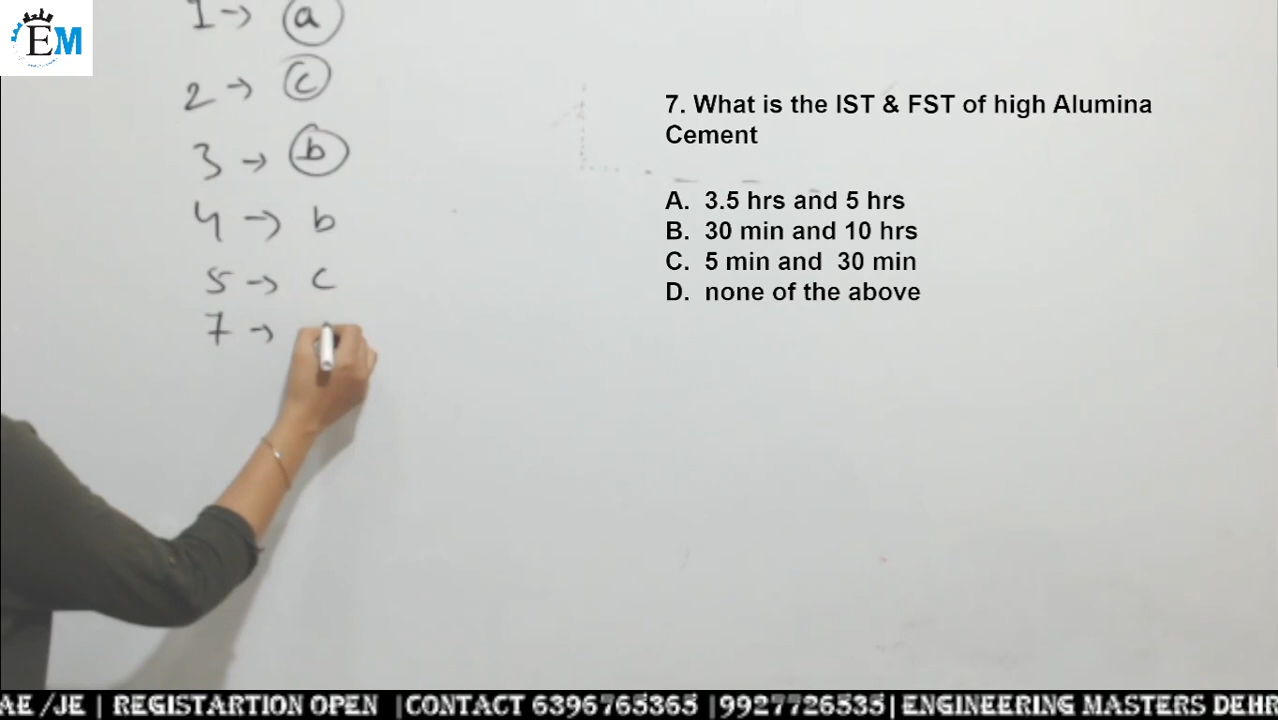 EM
1 → a
2 → c
3 → b
4 → b
5 → c
7 →
7. What is the IST & FST of high Alumina
Cement
A. 3.5 hrs and 5 hrs
B. 30 min and 10 hrs
C. 5 min and 30 min
D. none of the above
AE /JE | REGISTARTION OPEN |CONTACT 6396765365 |9927726535| ENGINEERING MASTERS DEHR